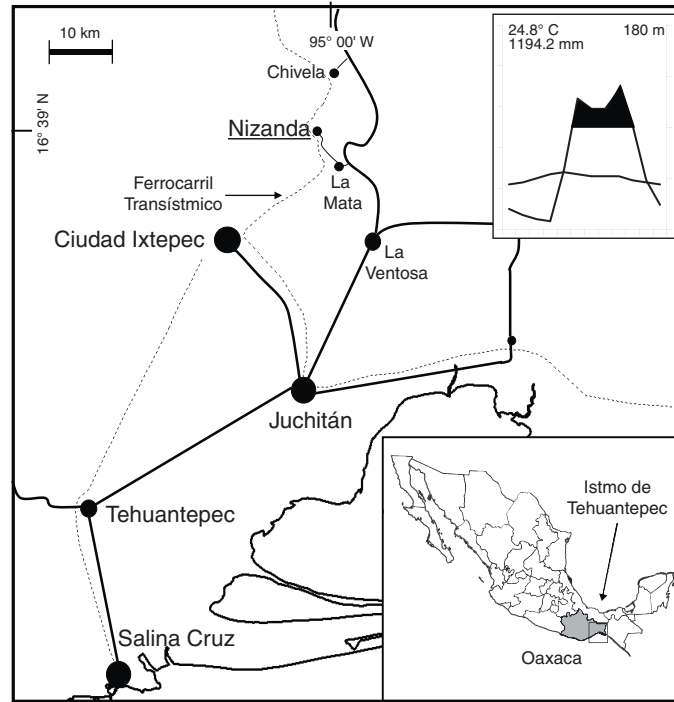 10 km
95° 00' W
16° 39' N
Chivela
Nizanda
La
Mata
Ferrocarril
Transístmico
Ciudad Ixtepec
La
Ventosa
Juchitán
Tehuantepec
Salina Cruz
24.8° C 180 m
1194.2 mm
Istmo de
Tehuantepec
Oaxaca